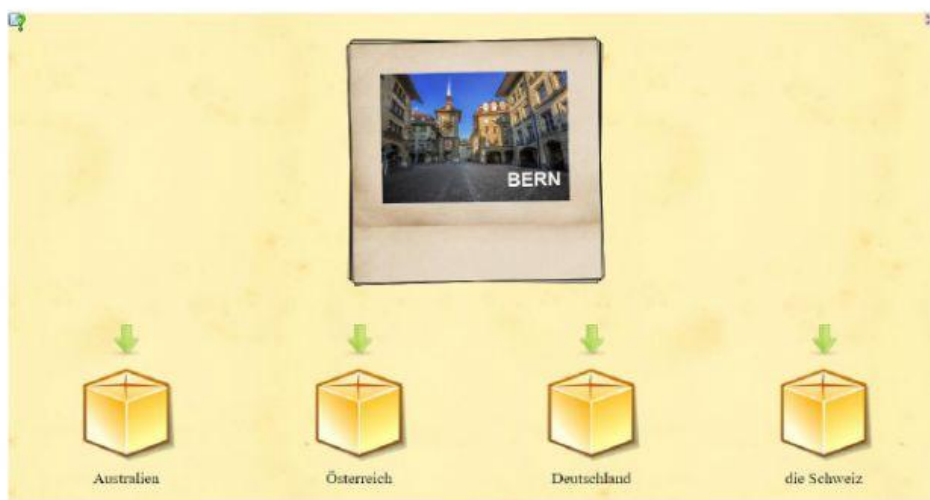 BERN
Australien
Österreich
Deutschland
die Schweiz